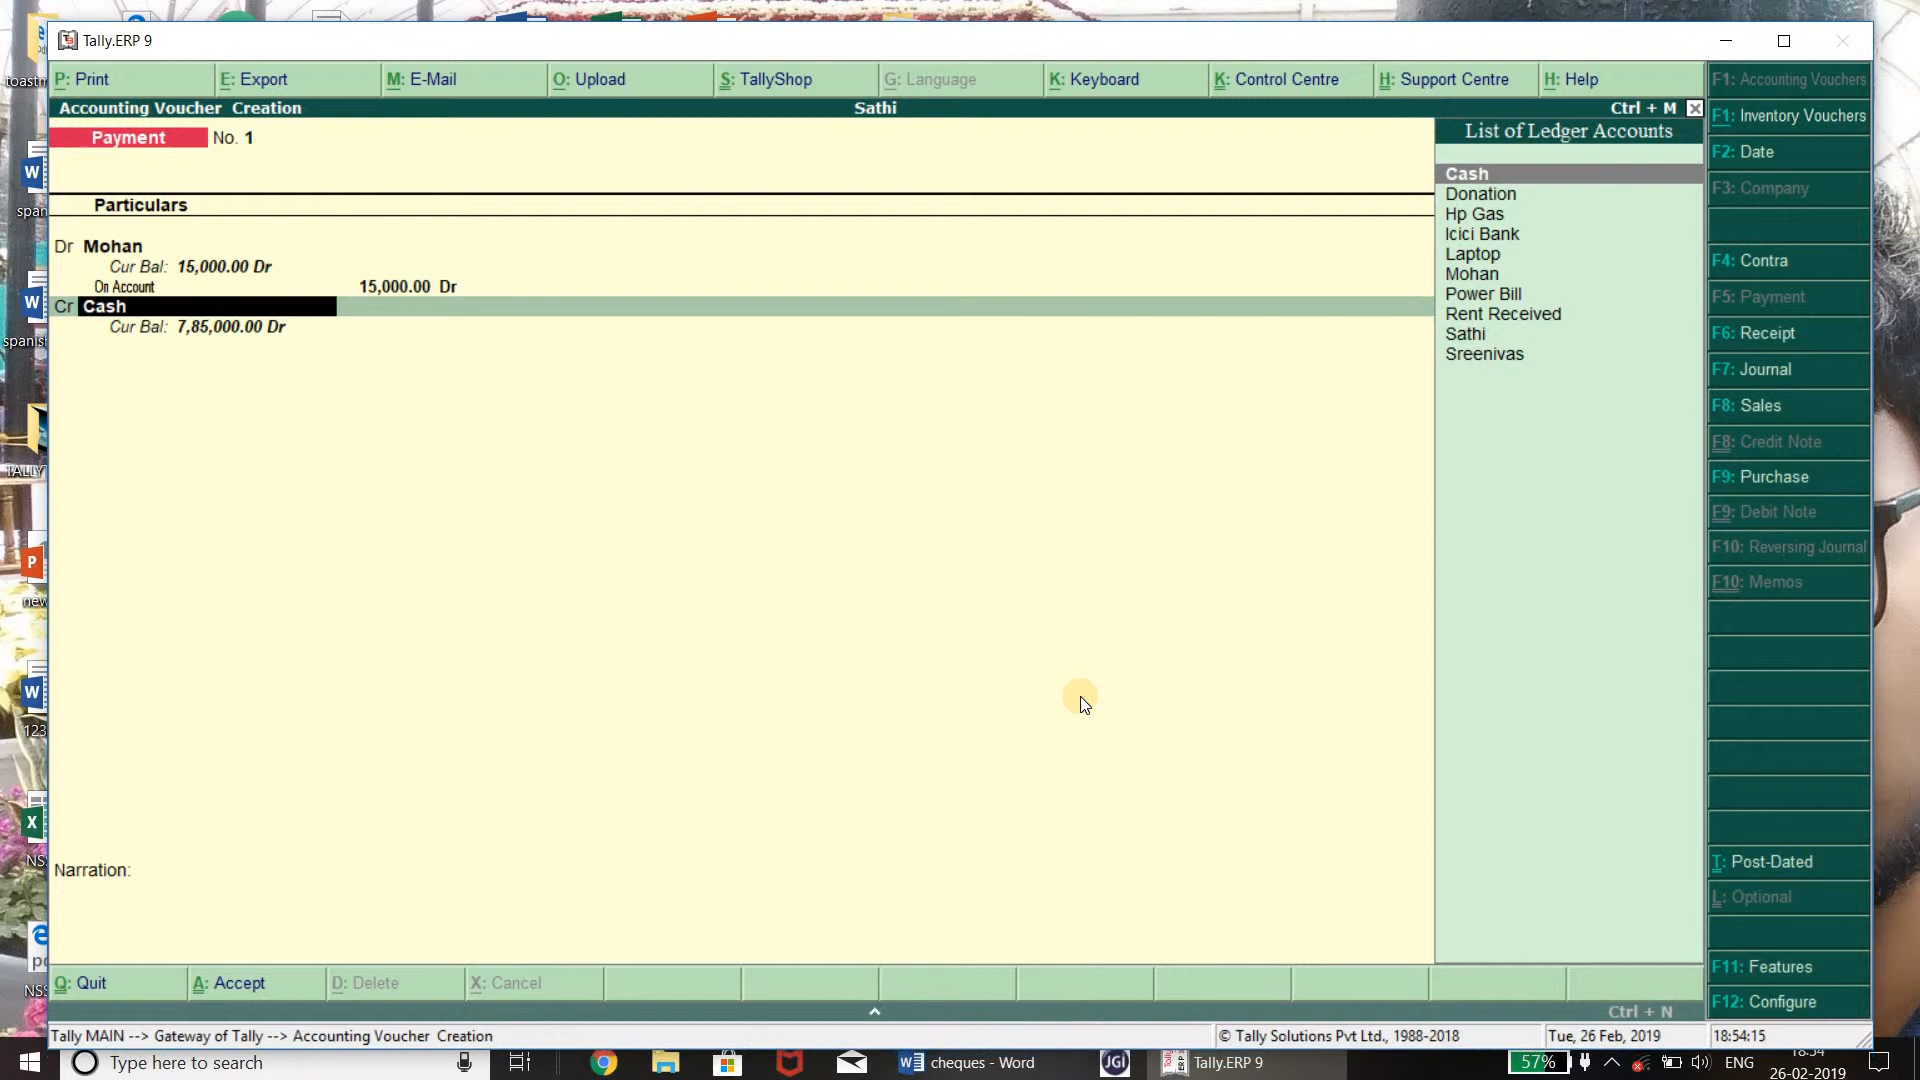 Tally.ERP 9
P: Print
E: Export
M: E-Mail
O: Upload
S: TallyShop
G: Language
K: Keyboard
K: Control Centre
H: Support Centre
H: Help
Accounting Voucher Creation
Sathi
Ctrl + M
Payment No. 1
Particulars
Dr Mohan
Cur Bal: 15,000.00 Dr
On Account 15,000.00 Dr
Cr Cash
Cur Bal: 7,85,000.00 Dr
Narration:
List of Ledger Accounts
Cash
Donation
Hp Gas
Icici Bank
Laptop
Mohan
Power Bill
Rent Received
Sathi
Sreenivas
F1: Accounting Vouchers
F1: Inventory Vouchers
F2: Date
F3: Company
F4: Contra
F5: Payment
F6: Receipt
F7: Journal
F8: Sales
F8: Credit Note
F9: Purchase
F9: Debit Note
F10: Reversing Journal
F10: Memos
T: Post-Dated
L: Optional
F11: Features
F12: Configure
Q: Quit
A: Accept
D: Delete
X: Cancel
Ctrl + N
Tally MAIN --> Gateway of Tally --> Accounting Voucher Creation
© Tally Solutions Pvt Ltd., 1988-2018
Tue, 26 Feb, 2019
18:54:15
Type here to search
cheques - Word
JGi
Tally.ERP 9
57%
ENG
18:54
26-02-2019